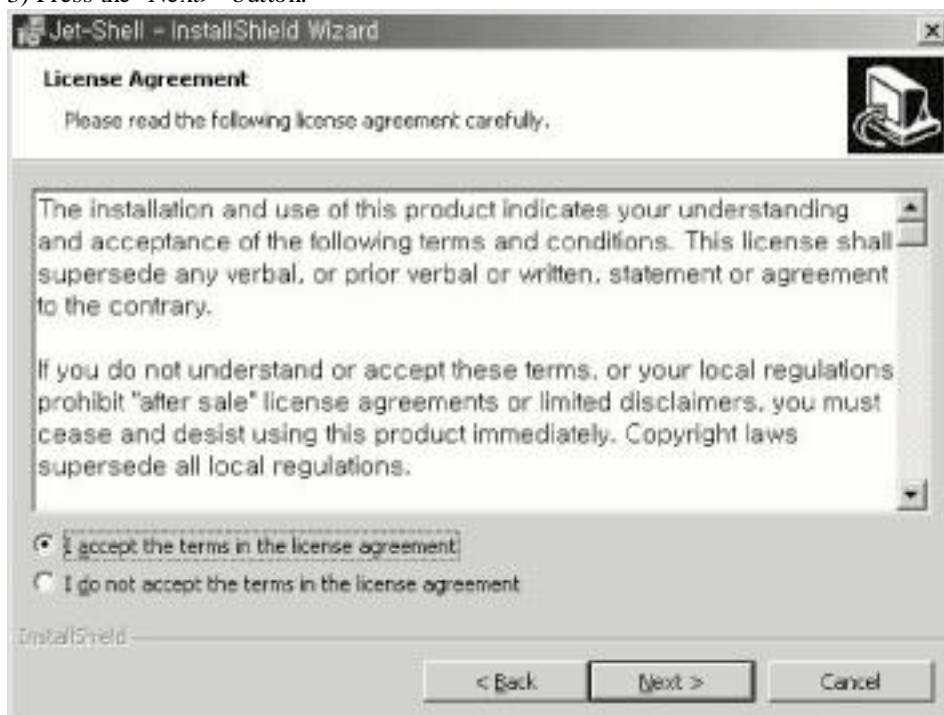 Press the "Next>" button.
Jet-Shell - InstallShield Wizard
License Agreement
Please read the following license agreement carefully.
The installation and use of this product indicates your understanding
and acceptance of the following terms and conditions. This license shall
supersede any verbal, or prior verbal or written, statement or agreement
to the contrary.
If you do not understand or accept these terms, or your local regulations
prohibit "after sale" license agreements or limited disclaimers, you must
cease and desist using this product immediately. Copyright laws
supersede all local regulations.
I accept the terms in the license agreement
I do not accept the terms in the license agreement
InstallShield
< Back
Next >
Cancel